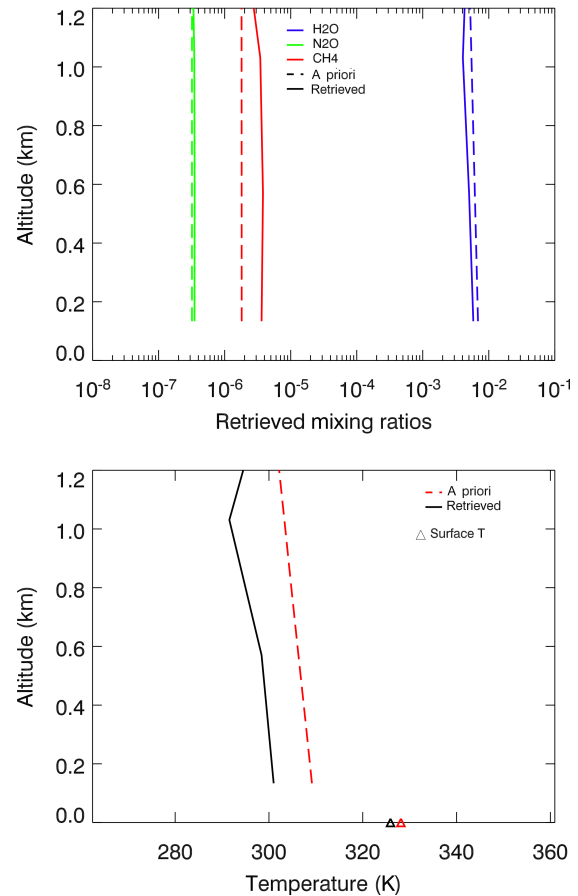 1.2
1.0
0.8
0.6
0.4
0.2
0.0
Altitude (km)
H2O
N2O
CH4
A priori
Retrieved
10-8 10-7 10-6 10-5 10-4 10-3 10-2 10-1
Retrieved mixing ratios
1.2
1.0
0.8
0.6
0.4
0.2
0.0
Altitude (km)
A priori
Retrieved
Surface T
280 300 320 340 360
Temperature (K)